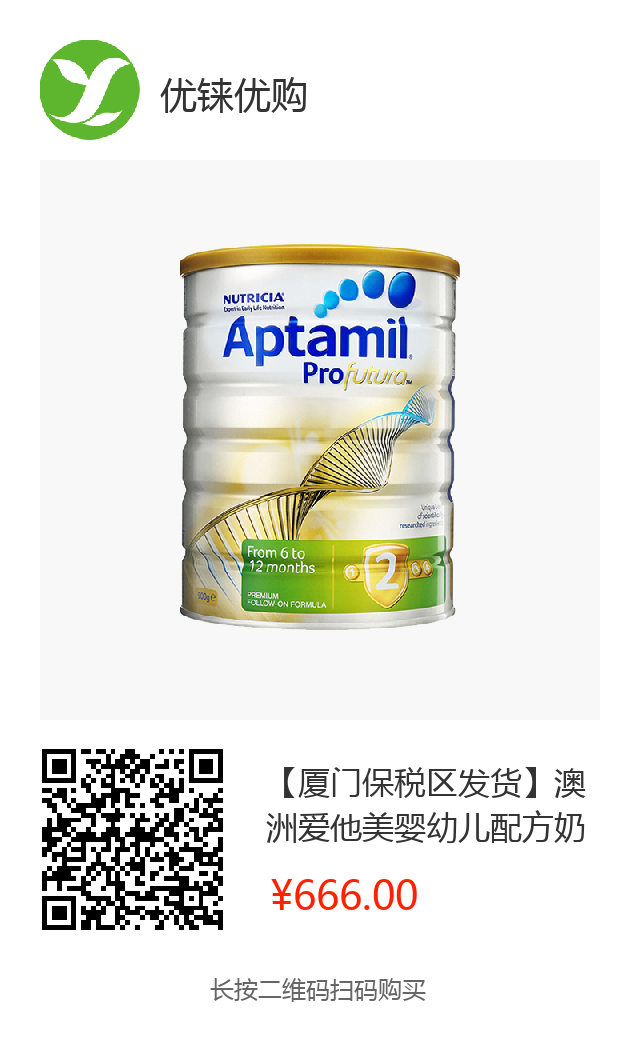 优铼优购
NUTRICIA
Aptamil
Profutura™
From 6 to
12 months
PREMIUM
FOLLOW ON FORMULA
2
900g e
【厦门保税区发货】澳
洲爱他美婴幼儿配方奶
¥666.00
长按二维码扫码购买